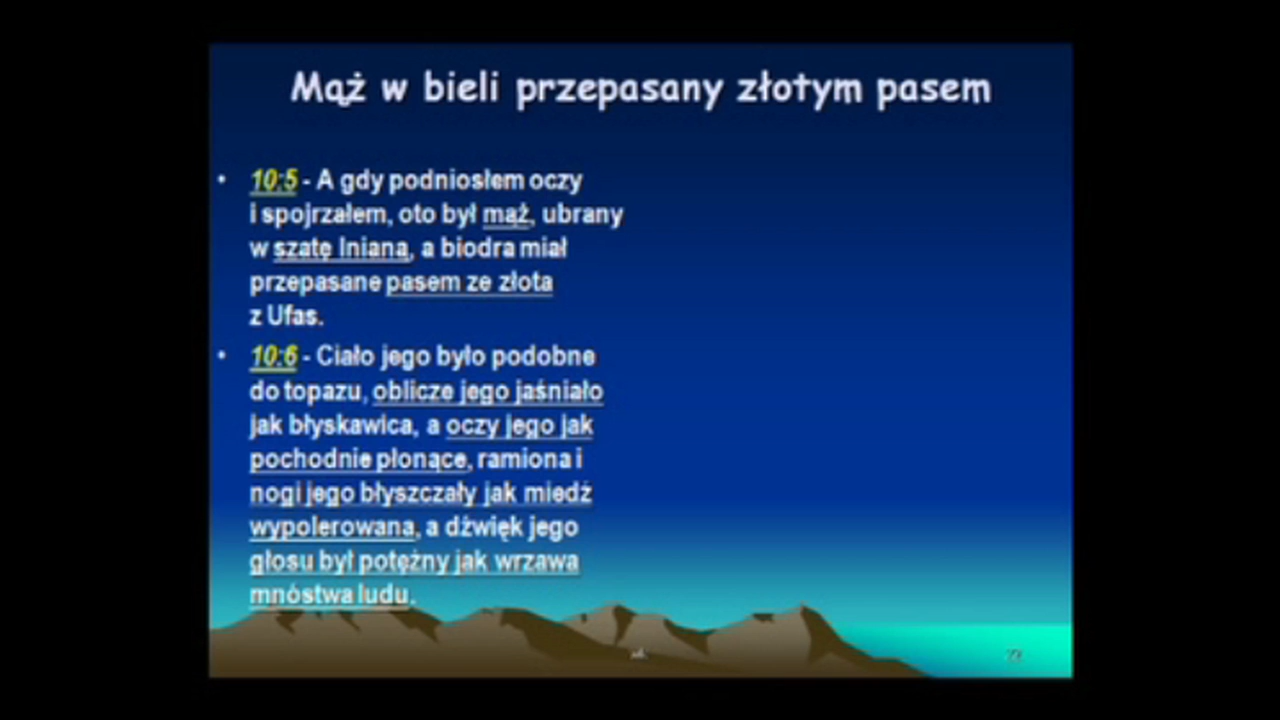 Mąż w bieli przepasany złotym pasem
• 10:5 - A gdy podniosłem oczy
i spojrzałem, oto był mąż, ubrany
w szatę lnianą, a biodra miał
przepasane pasem ze złota
z Ufas.
• 10:6 - Ciało jego było podobne
do topazu, oblicze jego jaśniało
jak błyskawica, a oczy jego jak
pochodnie płonące, ramiona i
nogi jego błyszczały jak miedź
wypolerowana, a dźwięk jego
głosu był potężny jak wrzawa
mnóstwa ludu.